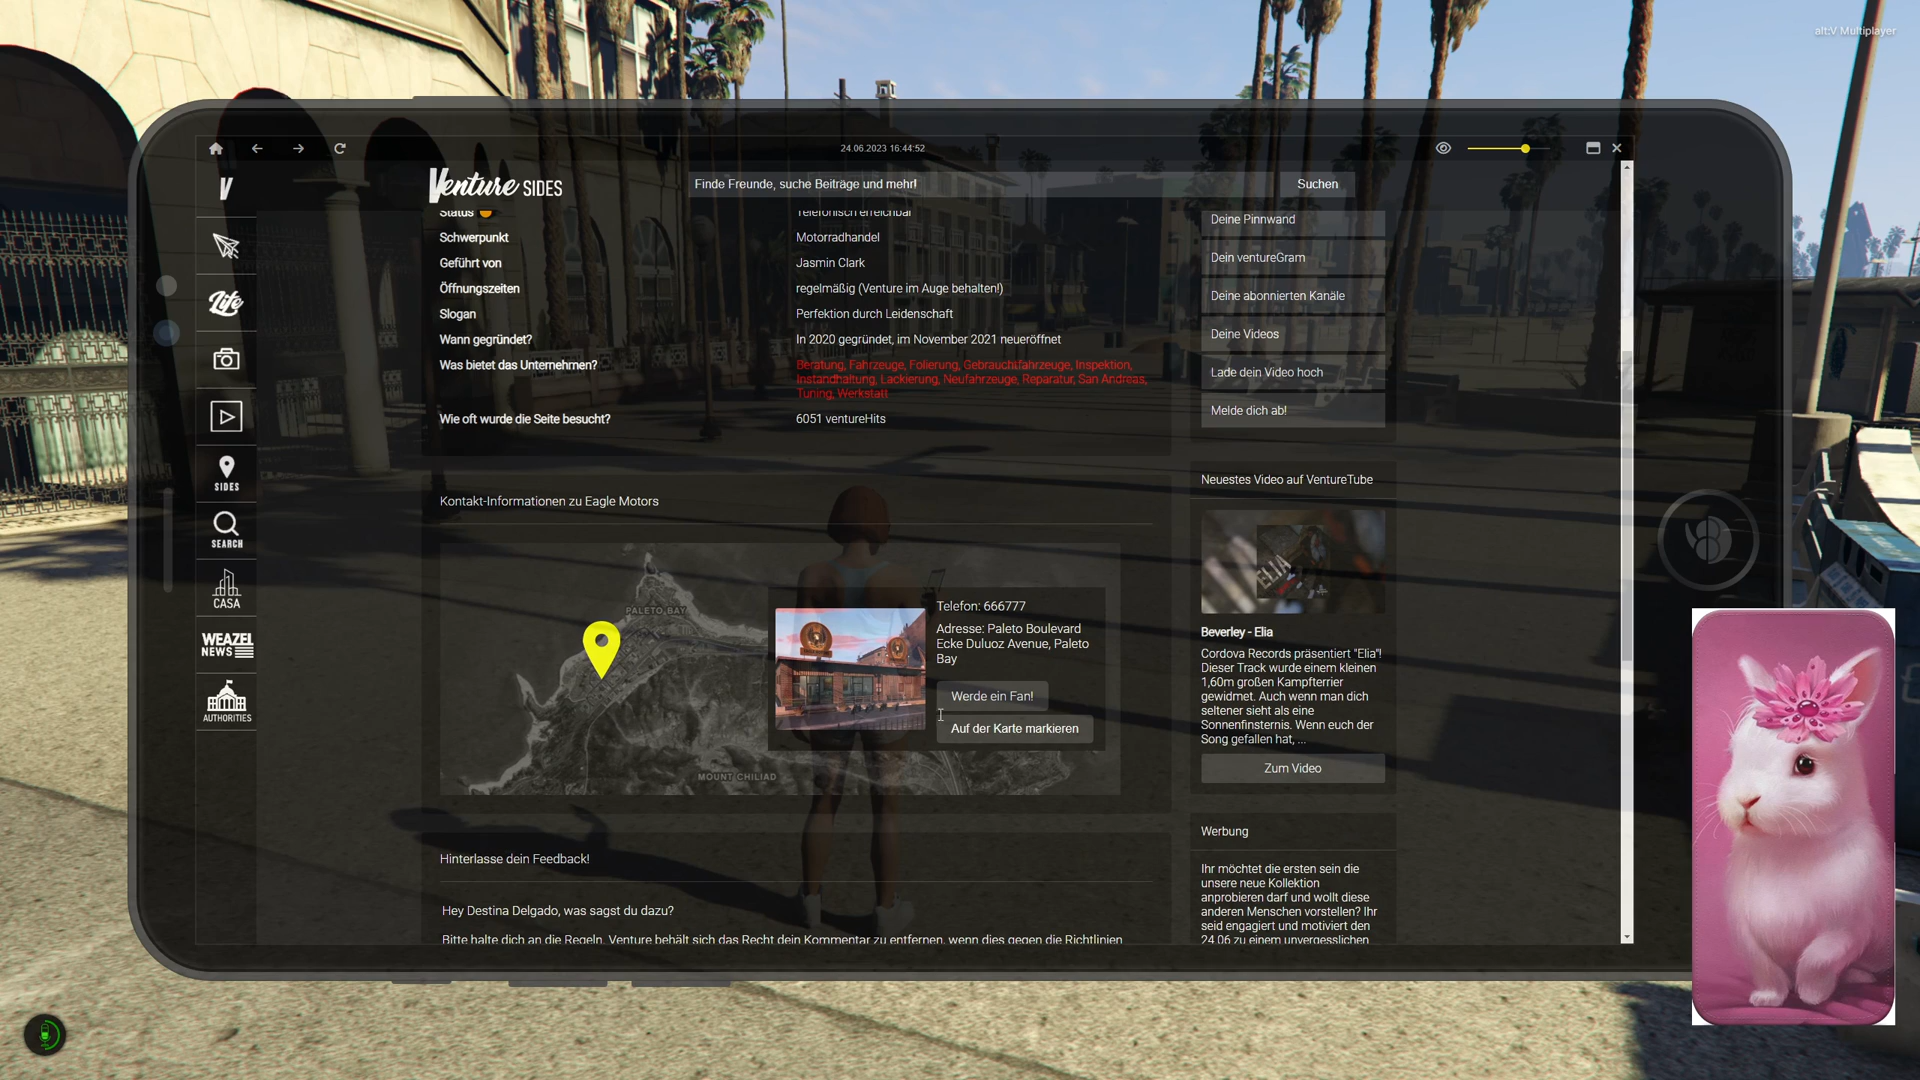 alt:V Multiplayer
24.06.2023 16:44:52
V
Venture SIDES
Finde Freunde, suche Beiträge und mehr!
Suchen
Life
SIDES
SEARCH
CASA
WEAZEL
NEWS
AUTHORITIES
Status
Telefonisch erreichbar
Schwerpunkt
Motorradhandel
Geführt von
Jasmin Clark
Öffnungszeiten
regelmäßig (Venture im Auge behalten!)
Slogan
Perfektion durch Leidenschaft
Wann gegründet?
In 2020 gegründet, im November 2021 neueröffnt
Was bietet das Unternehmen?
Beratung, Fahrzeuge, Folierung, Gebrauchtfahrzeuge, Inspektion,
Instandhaltung, Lackierung, Neufahrzeuge, Reparatur, San Andreas,
Tuning, Werkstatt
Wie oft wurde die Seite besucht?
6051 ventureHits
Kontakt-Informationen zu Eagle Motors
PALETO BAY
MOUNT CHILIAD
Telefon: 666777
Adresse: Paleto Boulevard
Ecke Duluoz Avenue, Paleto
Bay
Werde ein Fan!
Auf der Karte markieren
Hinterlasse dein Feedback!
Hey Destina Delgado, was sagst du dazu?
Bitte halte dich an die Regeln. Venture behält sich das Recht dein Kommentar zu entfernen, wenn dies gegen die Richtlinien
Deine Pinnwand
Dein ventureGram
Deine abonnierten Kanäle
Deine Videos
Lade dein Video hoch
Melde dich ab!
Neuestes Video auf VentureTube
ELIA
Beverley - Elia
Cordova Records präsentiert "Elia"!
Dieser Track wurde einem kleinen
1,60m großen Kampfterrier
gewidmet. Auch wenn man dich
seltener sieht als eine
Sonnenfinsternis. Wenn euch der
Song gefallen hat, ...
Zum Video
Werbung
Ihr möchtet die ersten sein die
unsere neue Kollektion
anprobieren darf und wollt diese
anderen Menschen vorstellen? Ihr
seid engagiert und motiviert den
24.06 zu einem unvergesslichen